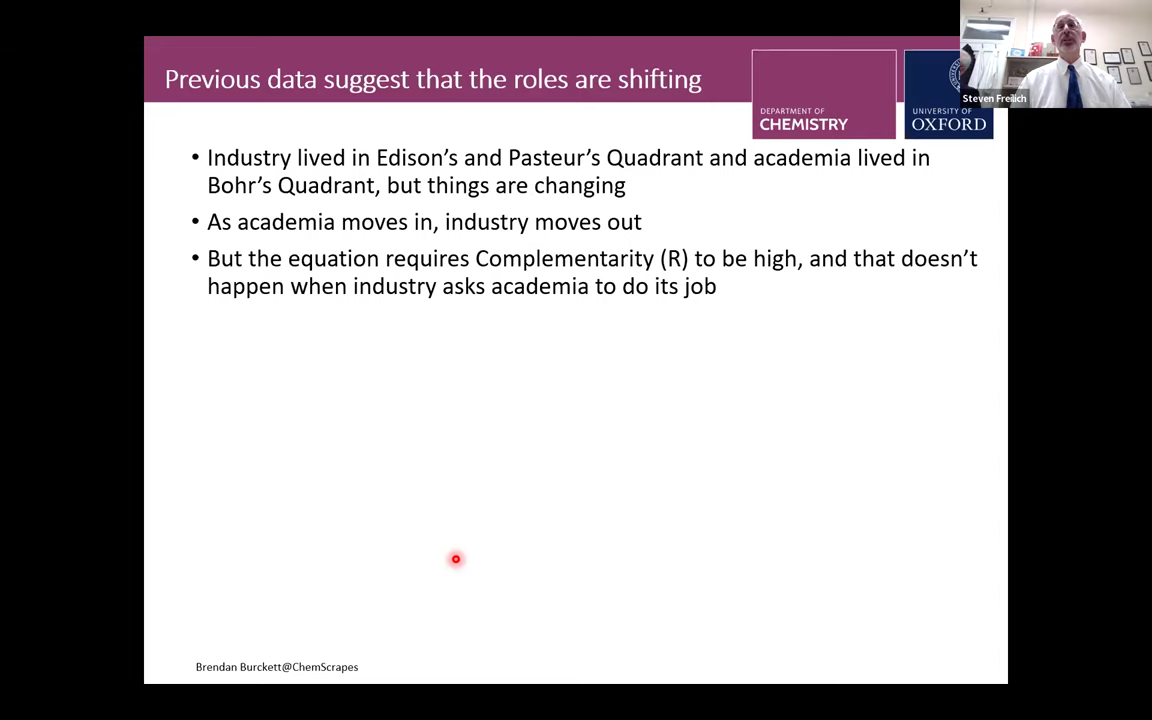 Previous data suggest that the roles are shifting
DEPARTMENT OF
CHEMISTRY
UNIVERSITY OF
OXFORD
Steven Freilich
• Industry lived in Edison’s and Pasteur’s Quadrant and academia lived in
Bohr’s Quadrant, but things are changing
• As academia moves in, industry moves out
• But the equation requires Complementarity (R) to be high, and that doesn’t
happen when industry asks academia to do its job
Brendan Burckett@ChemScrapes